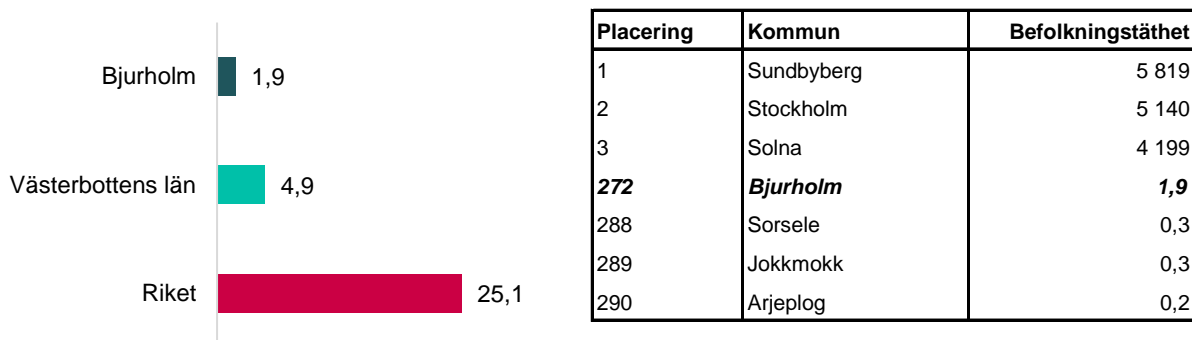 Bjurholm 1,9
Västerbottens län 4,9
Riket 25,1
Placering Kommun Befolkningstäthet
1 Sundbyberg 5 819
2 Stockholm 5 140
3 Solna 4 199
272 Bjurholm 1,9
288 Sorsele 0,3
289 Jokkmokk 0,3
290 Arjeplog 0,2